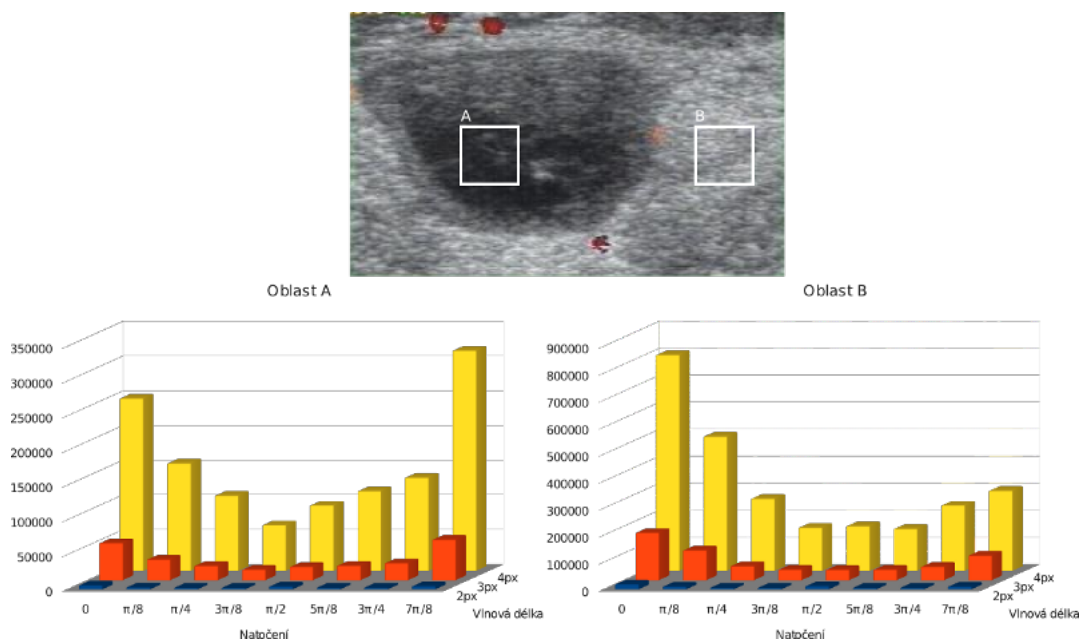 A
B
Oblast A
Oblast B
350000
300000
250000
200000
150000
100000
50000
0
0 π/8 π/4 3π/8 π/2 5π/8 3π/4 7π/8
2px
3px
4px
Vlnová délka
Natočení
900000
800000
700000
600000
500000
400000
300000
200000
100000
0
0 π/8 π/4 3π/8 π/2 5π/8 3π/4 7π/8
2px
3px
4px
Vlnová délka
Natočení